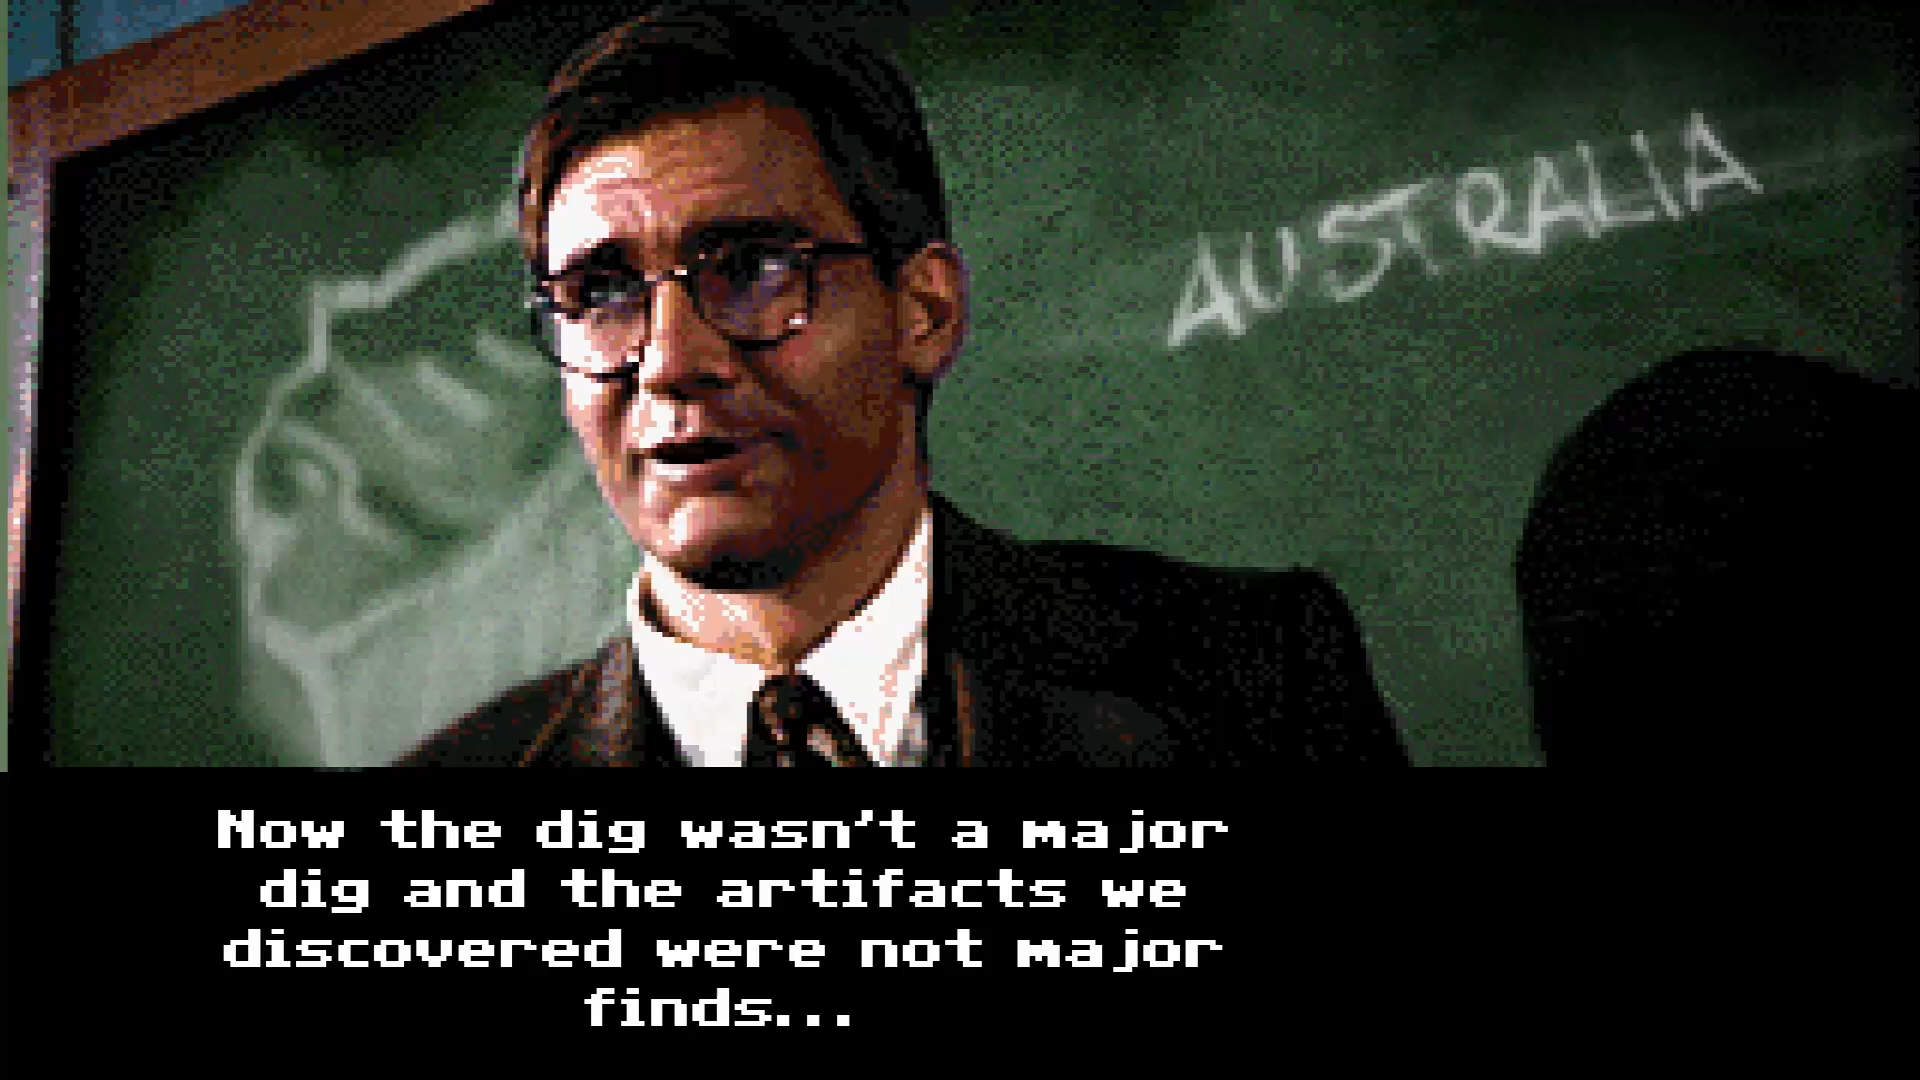 AUSTRALIA
Now the dig wasn't a major
dig and the artifacts we
discovered were not major
finds...